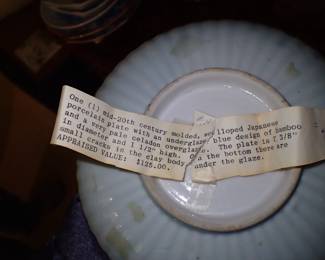 One (1) mid-20th century molded, scalloped Japanese
porcelain plate with an underglaze blue design of bamboo
and a very pale celadon overglaze. The plate is 7 3/8"
in diameter and 1 1/2" high. On the bottom there are
small cracks in the clay body under the glaze.
APPRAISED VALUE: $125.00.